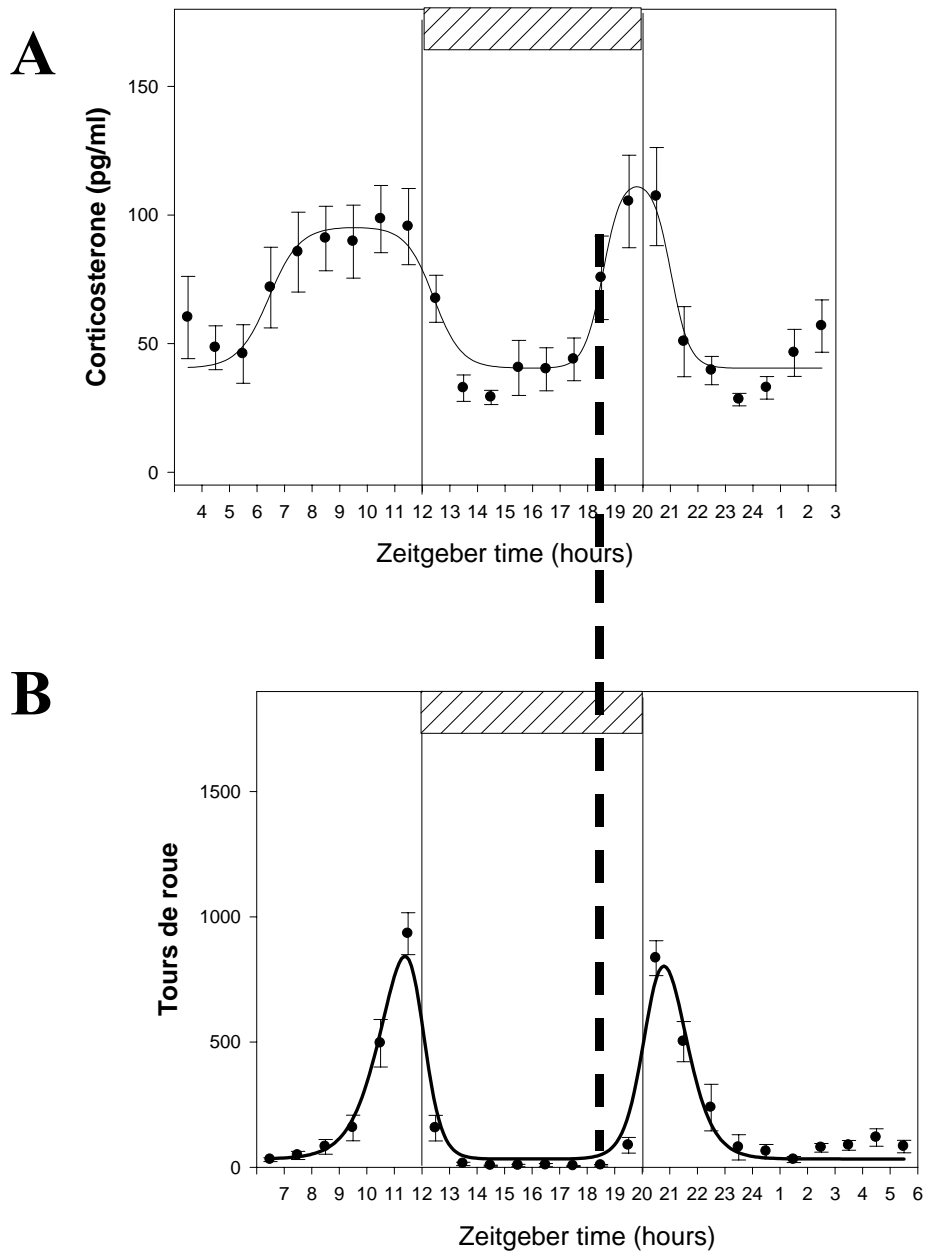 A
Corticosterone (pg/ml)
150
100
50
0
4 5 6 7 8 9 10 11 12 13 14 15 16 17 18 19 20 21 22 23 24 1 2 3
Zeitgeber time (hours)
B
Tours de roue
1500
1000
500
0
7 8 9 10 11 12 13 14 15 16 17 18 19 20 21 22 23 24 1 2 3 4 5 6
Zeitgeber time (hours)